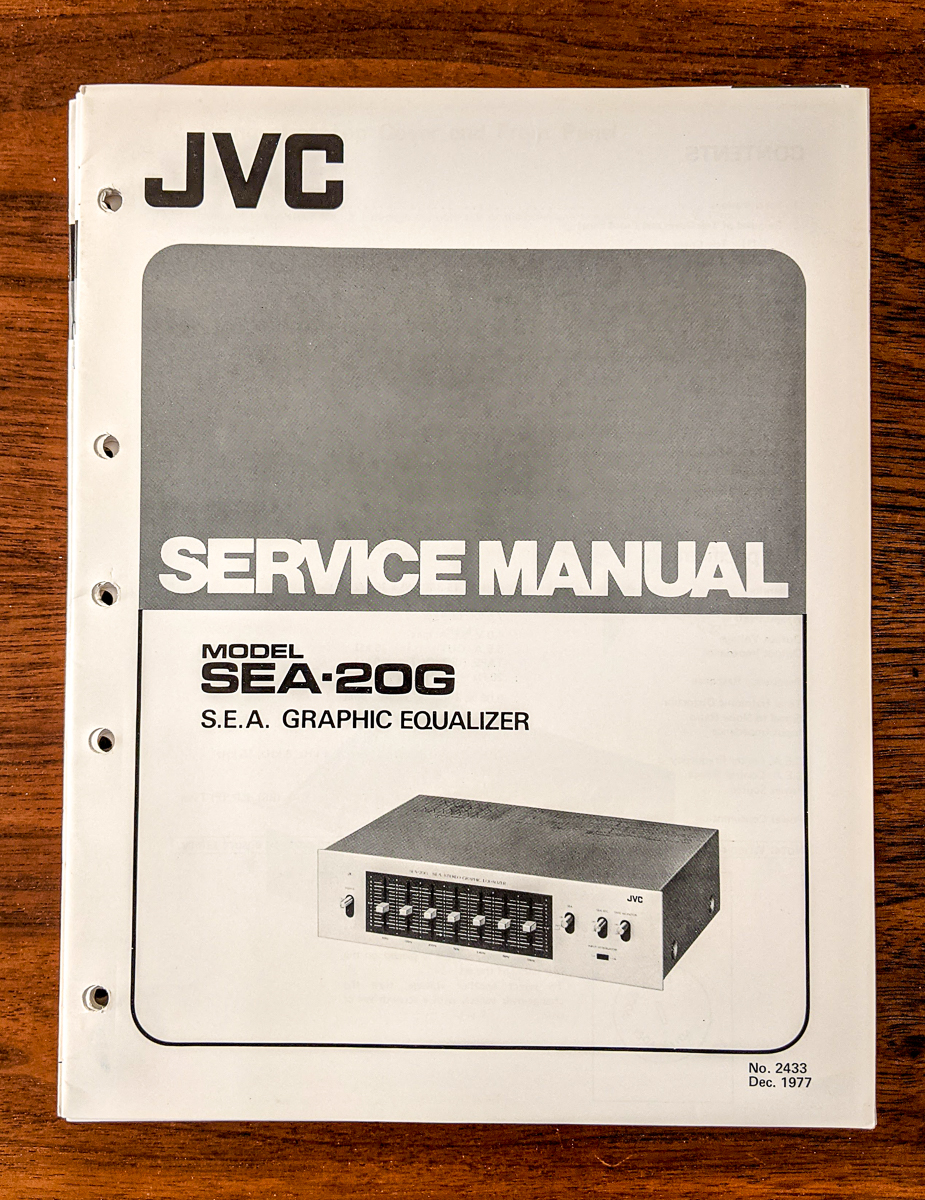 JVC
SERVICE MANUAL
MODEL
SEA-20G
S.E.A. GRAPHIC EQUALIZER
JVC
No. 2433
Dec. 1977